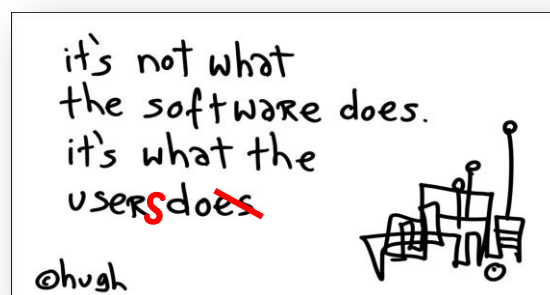 it's not what
the software does.
it's what the
users does
©hugh